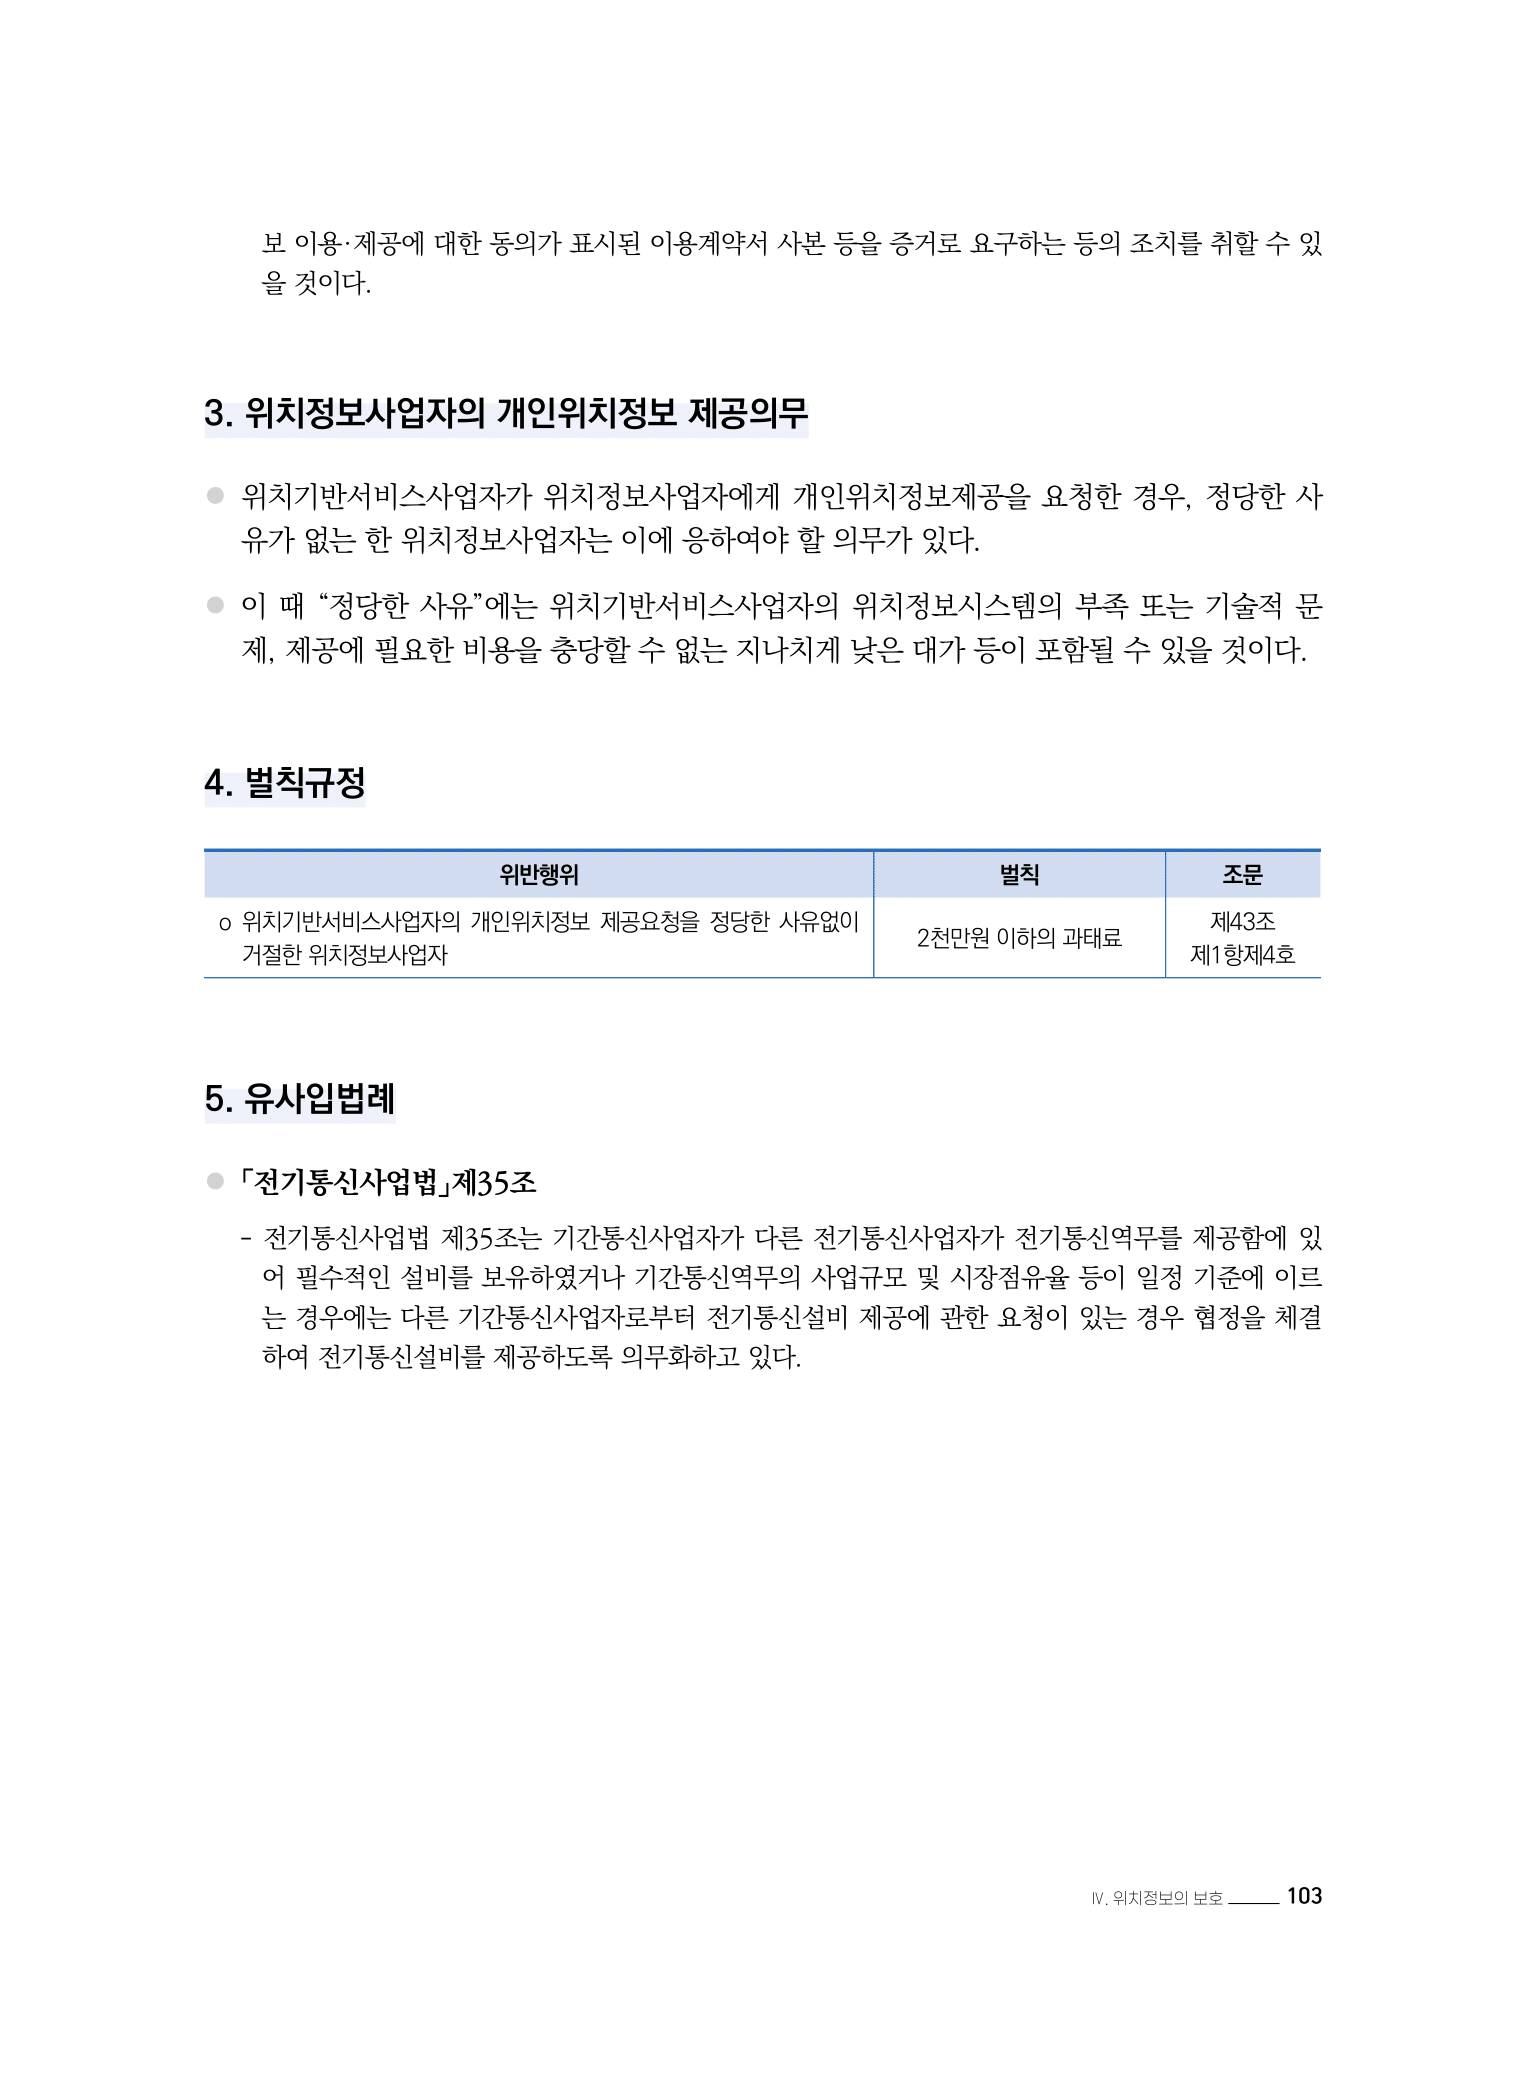 보 이용·제공에 대한 동의가 표시된 이용계약서 사본 등을 증거로 요구하는 등의 조치를 취할 수 있
을 것이다.
3. 위치정보사업자의 개인위치정보 제공의무
● 위치기반서비스사업자가 위치정보사업자에게 개인위치정보제공을 요청한 경우, 정당한 사
유가 없는 한 위치정보사업자는 이에 응하여야 할 의무가 있다.
● 이 때 “정당한 사유”에는 위치기반서비스사업자의 위치정보시스템의 부족 또는 기술적 문
제, 제공에 필요한 비용을 충당할 수 없는 지나치게 낮은 대가 등이 포함될 수 있을 것이다.
4. 벌칙규정
위반행위 벌칙 조문
o 위치기반서비스사업자의 개인위치정보 제공요청을 정당한 사유없이
거절한 위치정보사업자
2천만원 이하의 과태료
제43조
제1항제4호
5. 유사입법례
● 「전기통신사업법」제35조
- 전기통신사업법 제35조는 기간통신사업자가 다른 전기통신사업자가 전기통신역무를 제공함에 있
어 필수적인 설비를 보유하였거나 기간통신역무의 사업규모 및 시장점유율 등이 일정 기준에 이르
는 경우에는 다른 기간통신사업자로부터 전기통신설비 제공에 관한 요청이 있는 경우 협정을 체결
하여 전기통신설비를 제공하도록 의무화하고 있다.
Ⅳ. 위치정보의 보호 103